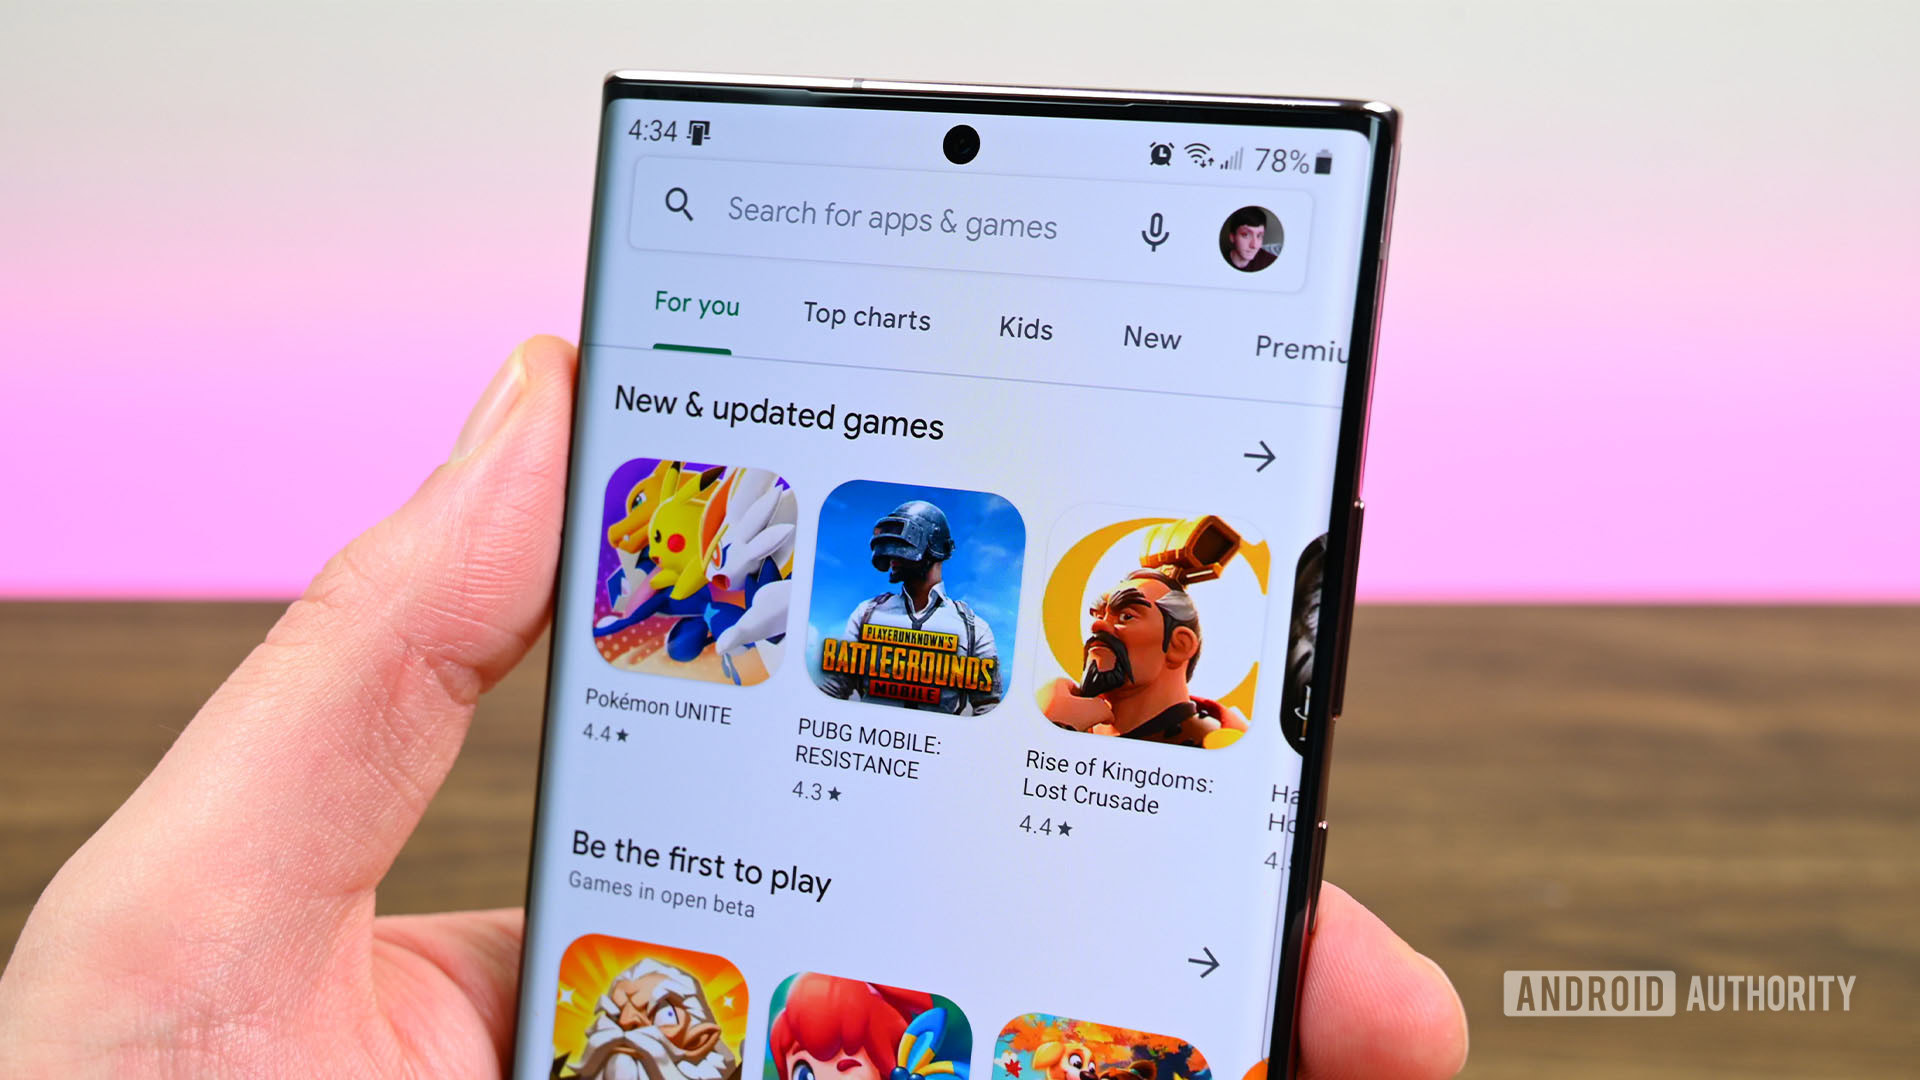 4:34
78%
Search for apps & games
For you
Top charts
Kids
New
Premiu
New & updated games
PLAYERUNKNOWN'S
BATTLEGROUNDS
MOBILE
Pokémon UNITE
4.4★
PUBG MOBILE:
RESISTANCE
4.3★
Rise of Kingdoms:
Lost Crusade
4.4★
Ha
Ho
4.
Be the first to play
Games in open beta
ANDROID AUTHORITY